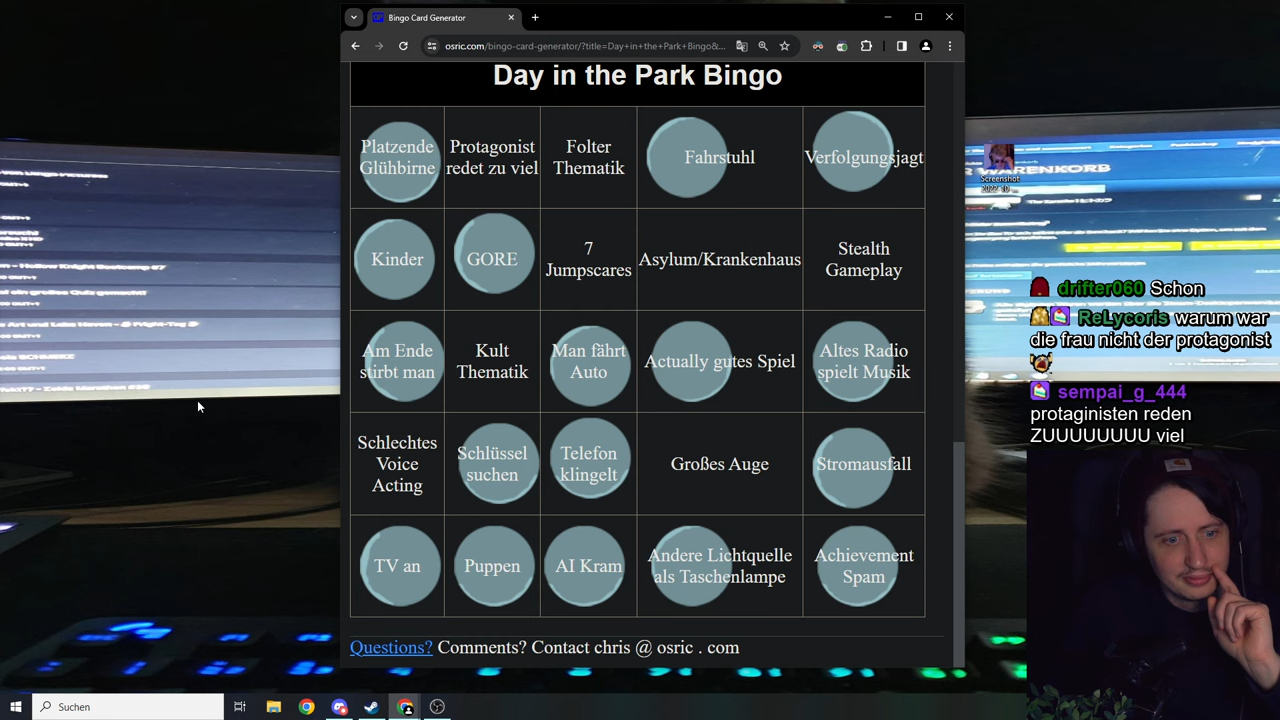 Bingo Card Generator
osric.com/bingo-card-generator/?title=Day+in+the+Park+Bingo&...
Day in the Park Bingo
Platzende
Glühbirne
Protagonist
redet zu viel
Folter
Thematik
Fahrstuhl
Verfolgungsjagt
Kinder
GORE
7
Jumpscares
Asylum/Krankenhaus
Stealth
Gameplay
Am Ende
stirbt man
Kult
Thematik
Man fährt
Auto
Actually gutes Spiel
Altes Radio
spielt Musik
Schlechtes
Voice
Acting
Schlüssel
suchen
Telefon
klingelt
Großes Auge
Stromausfall
TV an
Puppen
AI Kram
Andere Lichtquelle
als Taschenlampe
Achievement
Spam
Questions? Comments? Contact chris @ osric . com
WARENKORB
Screenshot
drifter060 Schon
ReLycoris warum war
die frau nicht der protagonist
sempai_g_444
protaginisten reden
ZUUUUUUUU viel
Suchen